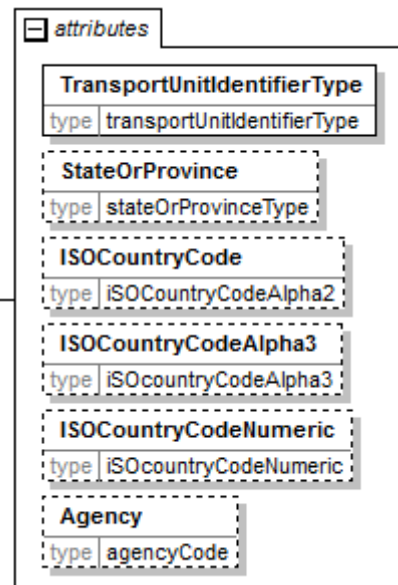 attributes
TransportUnitIdentifierType
type transportUnitIdentifierType
StateOrProvince
type stateOrProvinceType
ISOCountryCode
type iSOCountryCodeAlpha2
ISOCountryCodeAlpha3
type iSOcountryCodeAlpha3
ISOCountryCodeNumeric
type iSOcountryCodeNumeric
Agency
type agencyCode